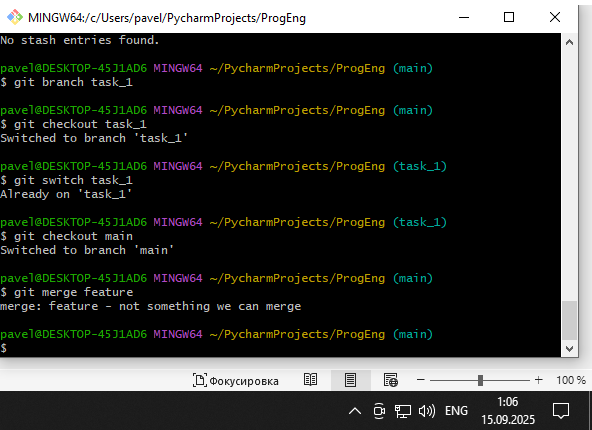 MINGW64:/c/Users/pavel/PycharmProjects/ProgEng
No stash entries found.
pavel@DESKTOP-45J1AD6 MINGW64 ~/PycharmProjects/ProgEng (main)
$ git branch task_1
pavel@DESKTOP-45J1AD6 MINGW64 ~/PycharmProjects/ProgEng (main)
$ git checkout task_1
Switched to branch 'task_1'
pavel@DESKTOP-45J1AD6 MINGW64 ~/PycharmProjects/ProgEng (task_1)
$ git switch task_1
Already on 'task_1'
pavel@DESKTOP-45J1AD6 MINGW64 ~/PycharmProjects/ProgEng (task_1)
$ git checkout main
Switched to branch 'main'
pavel@DESKTOP-45J1AD6 MINGW64 ~/PycharmProjects/ProgEng (main)
$ git merge feature
merge: feature - not something we can merge
pavel@DESKTOP-45J1AD6 MINGW64 ~/PycharmProjects/ProgEng (main)
$
Фокусировка 100 %
ENG 1:06
15.09.2025